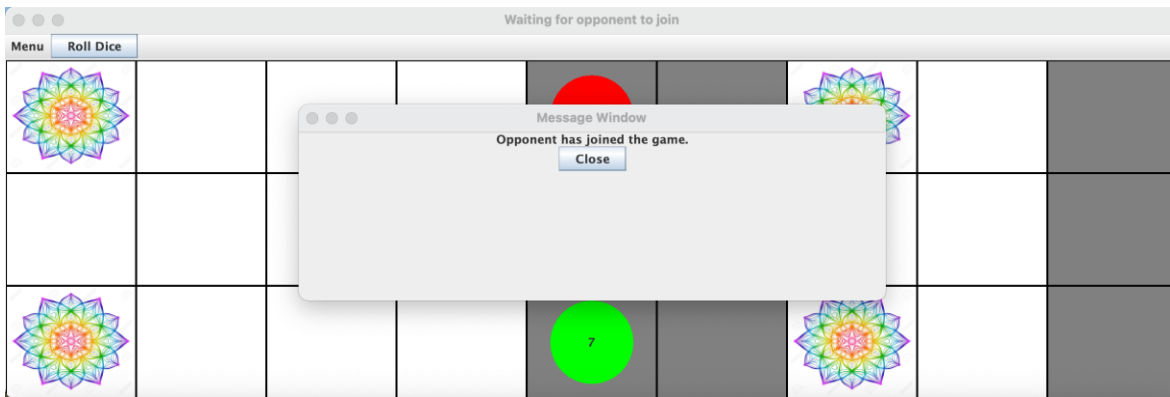 Waiting for opponent to join
Menu Roll Dice
Message Window
Opponent has joined the game.
Close
7